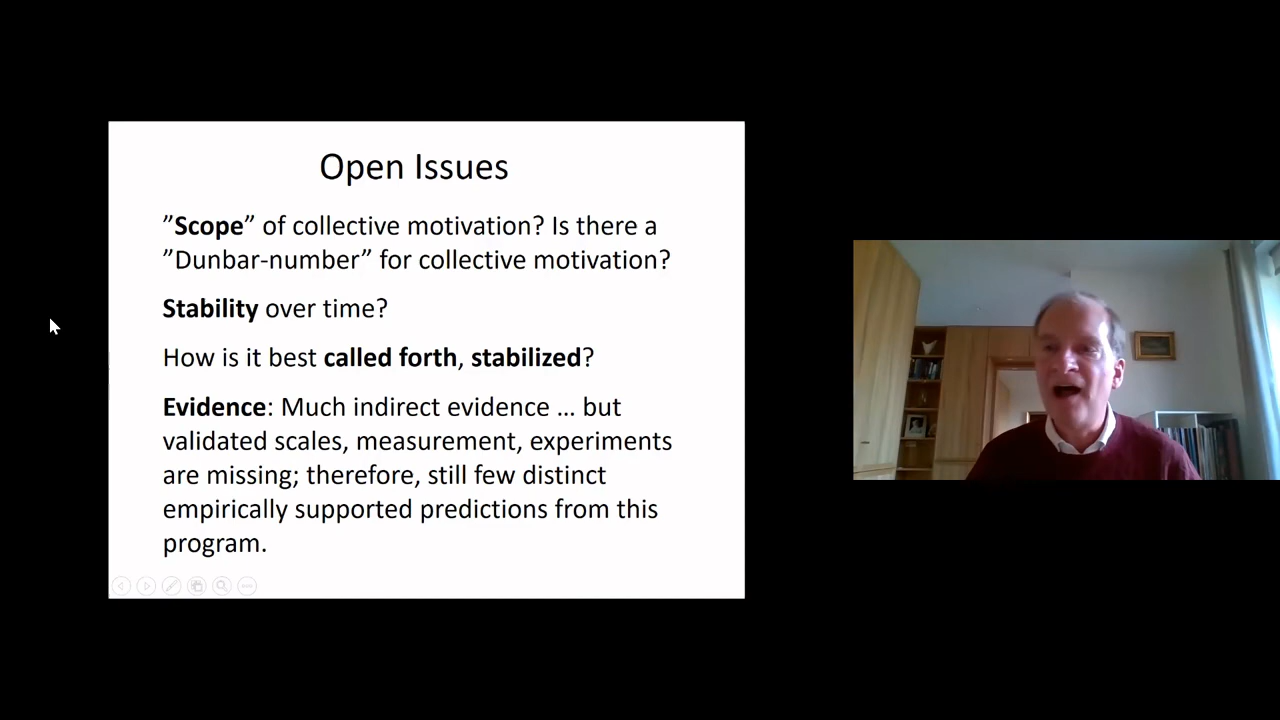 Open Issues
”Scope” of collective motivation? Is there a
”Dunbar-number” for collective motivation?
Stability over time?
How is it best called forth, stabilized?
Evidence: Much indirect evidence … but
validated scales, measurement, experiments
are missing; therefore, still few distinct
empirically supported predictions from this
program.